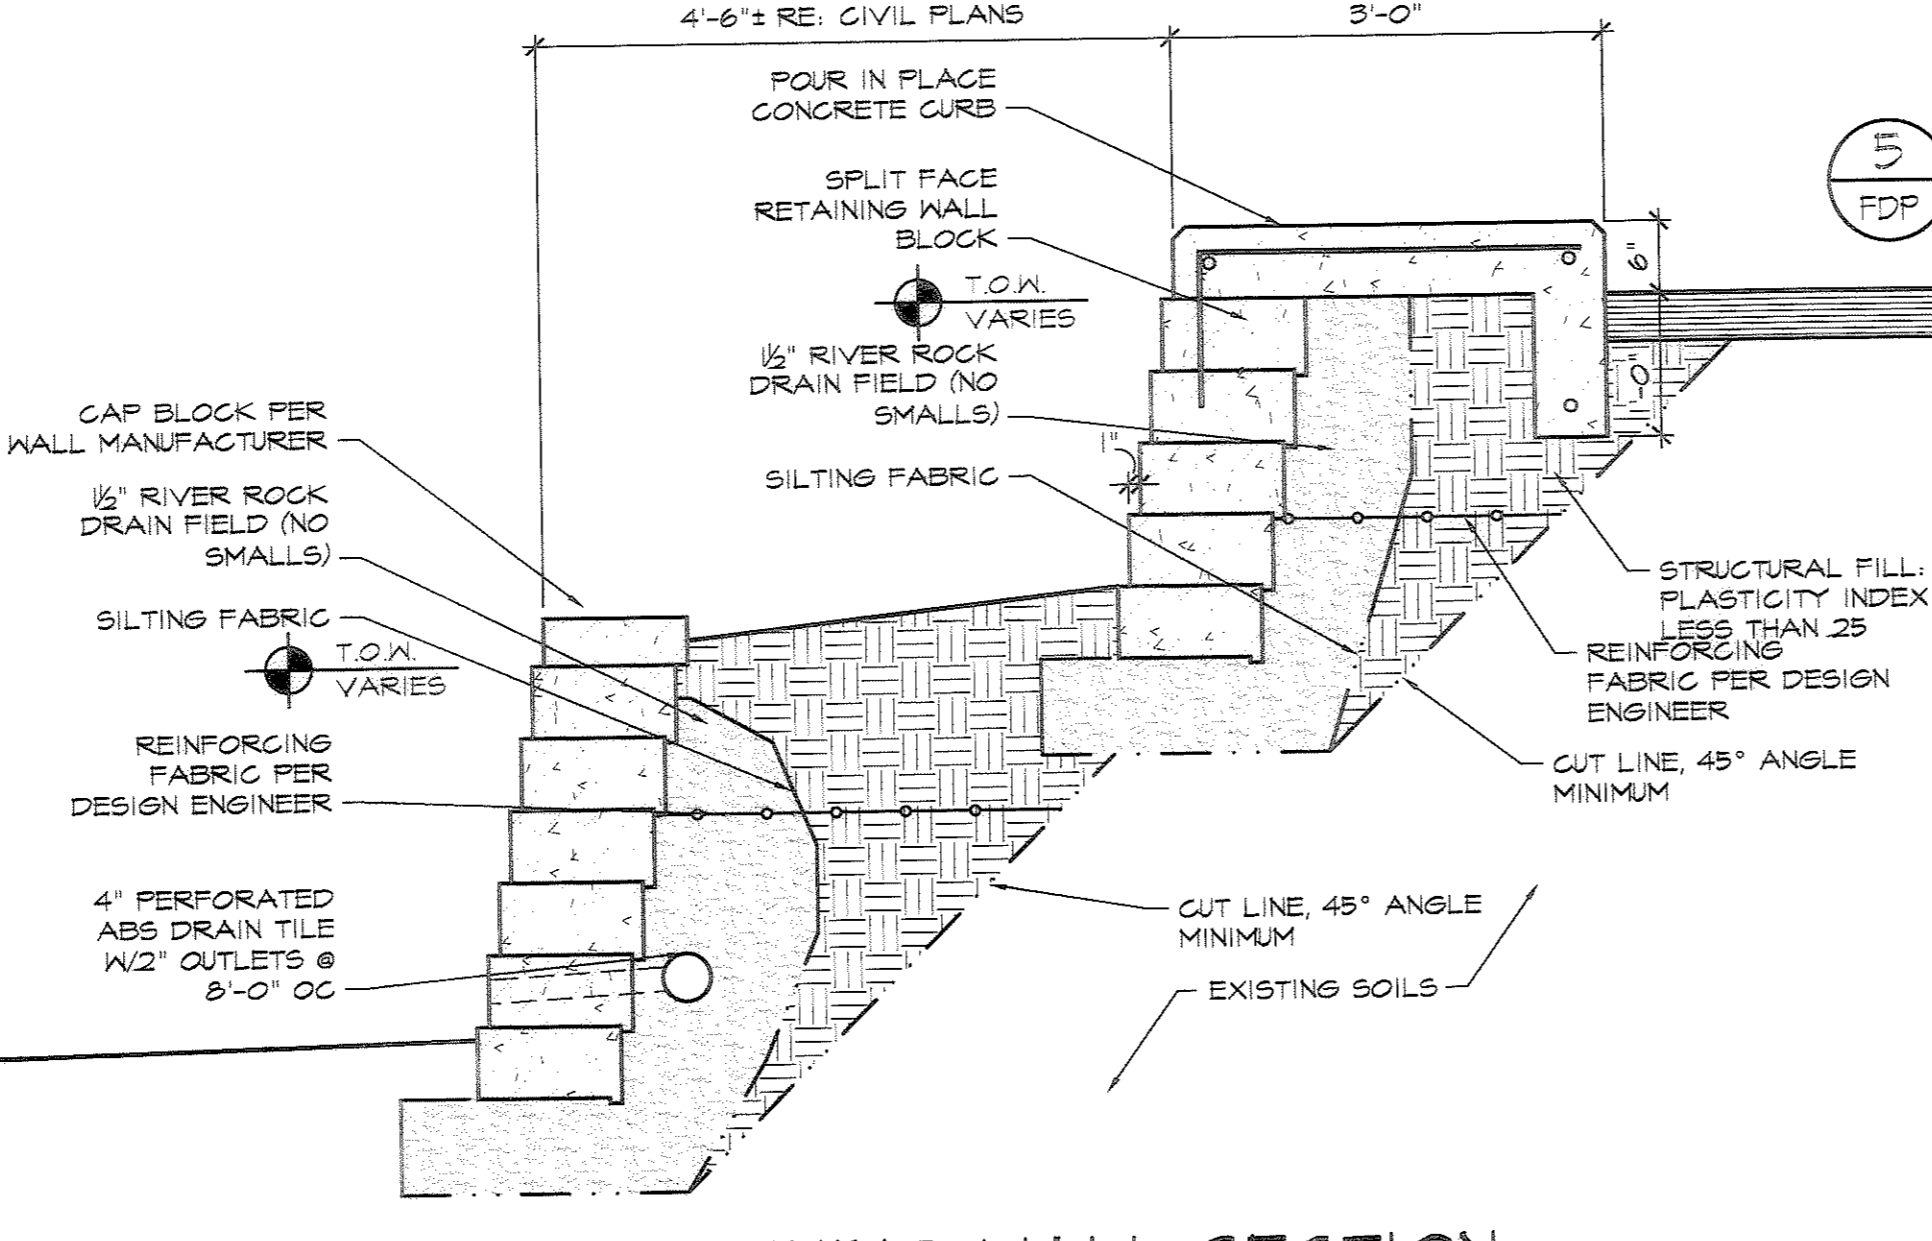 4'-6"± RE: CIVIL PLANS
3'-0"
POUR IN PLACE
CONCRETE CURB
SPLIT FACE
RETAINING WALL
BLOCK
5
FDP
6"
T.O.W.
VARIES
1½" RIVER ROCK
DRAIN FIELD (NO
SMALLS)
-0"
1"
SILTING FABRIC
CAP BLOCK PER
WALL MANUFACTURER
1½" RIVER ROCK
DRAIN FIELD (NO
SMALLS)
SILTING FABRIC
T.O.W.
VARIES
REINFORCING
FABRIC PER
DESIGN ENGINEER
4" PERFORATED
ABS DRAIN TILE
W/2" OUTLETS @
8'-0" OC
STRUCTURAL FILL:
PLASTICITY INDEX
LESS THAN 25
REINFORCING
FABRIC PER DESIGN
ENGINEER
CUT LINE, 45° ANGLE
MINIMUM
CUT LINE, 45° ANGLE
MINIMUM
EXISTING SOILS
SECTION